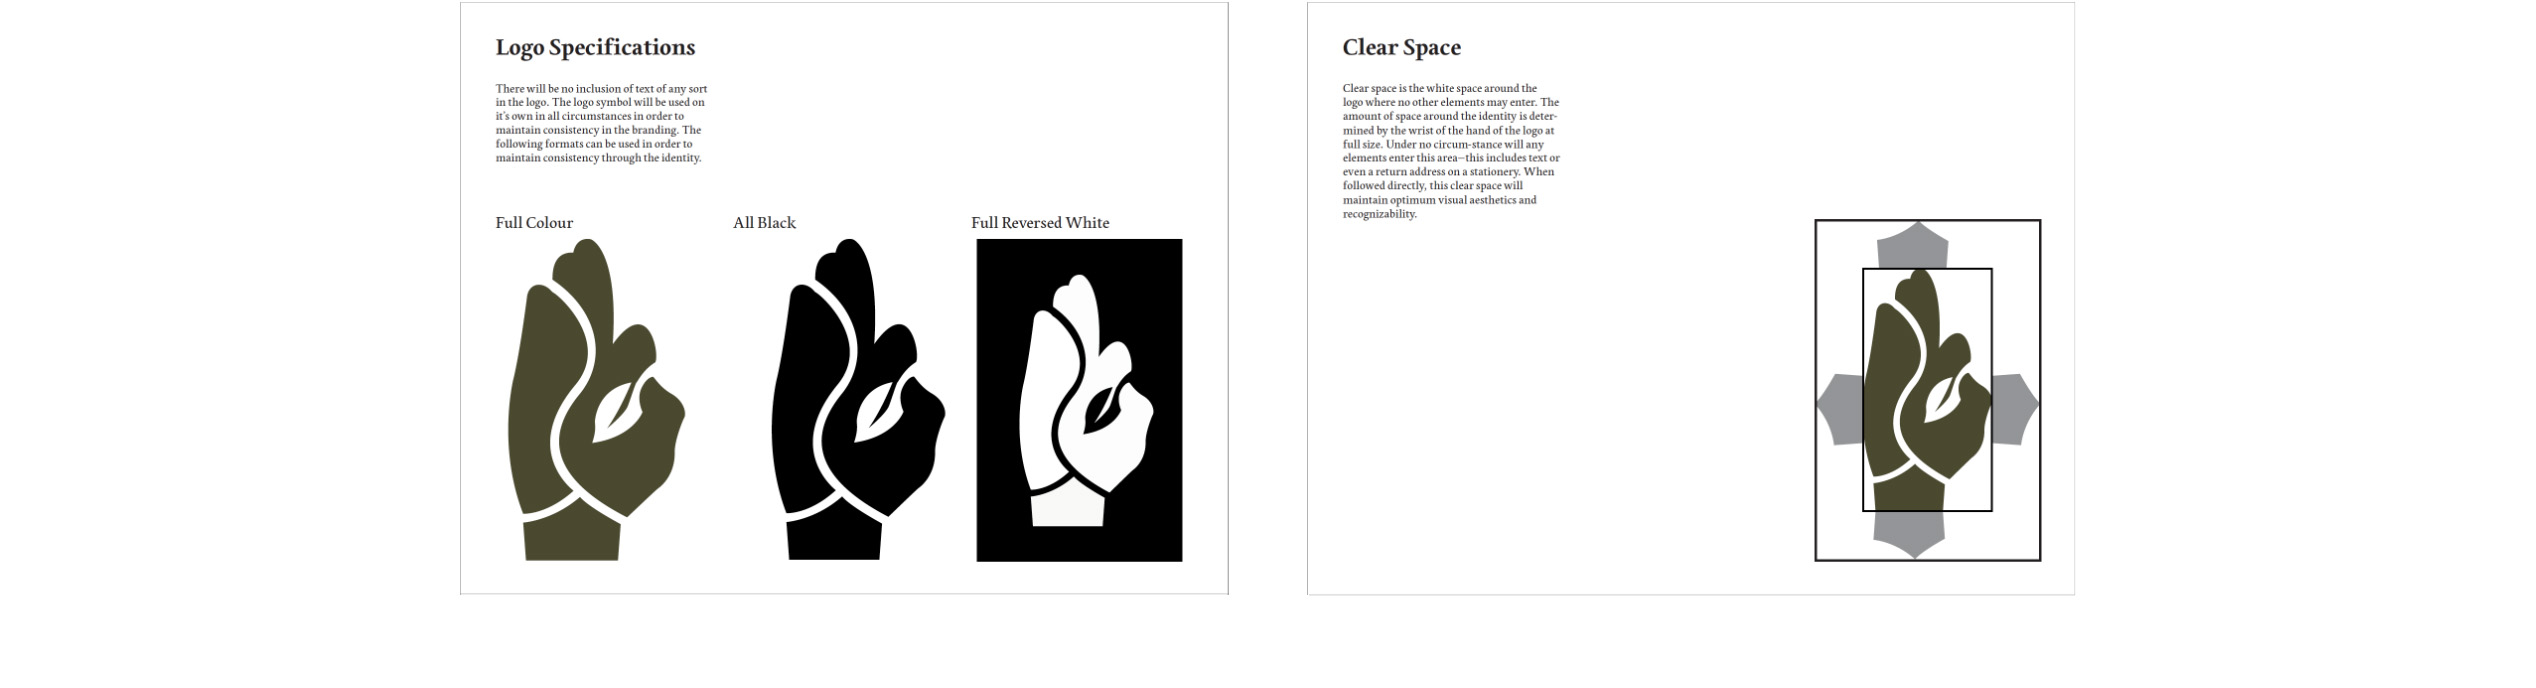 Logo Specifications
There will be no inclusion of text of any sort
in the logo. The logo symbol will be used on
it's own in all circumstances in order to
maintain consistency in the branding. The
following formats can be used in order to
maintain consistency through the identity.
Full Colour
All Black
Full Reversed White
Clear Space
Clear space is the white space around the
logo where no other elements may enter. The
amount of space around the identity is deter-
mined by the wrist of the hand of the logo at
full size. Under no circum-stance will any
elements enter this area–this includes text or
even a return address on a stationery. When
followed directly, this clear space will
maintain optimum visual aesthetics and
recognizability.